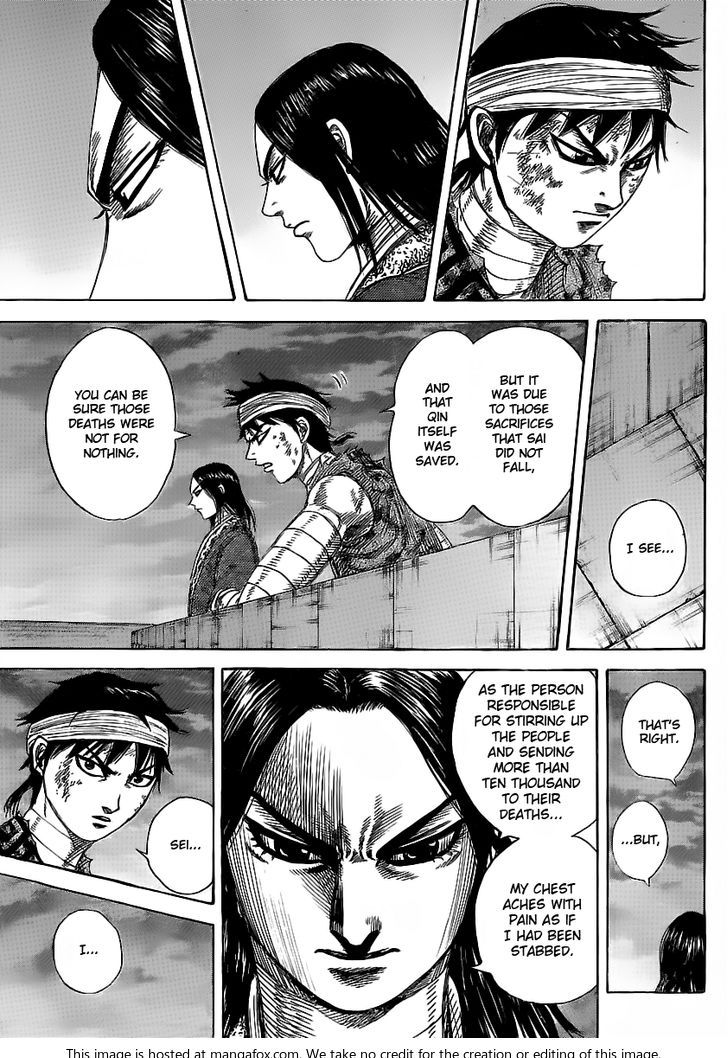 BUT IT
WAS DUE
TO THOSE
SACRIFICES
THAT SAI
DID NOT
FALL,
AND
THAT
QIN
ITSELF
WAS
SAVED.
YOU CAN BE
SURE THOSE
DEATHS WERE
NOT FOR
NOTHING.
I SEE...
THAT'S
RIGHT.
...BUT,
AS THE PERSON
RESPONSIBLE
FOR STIRRING UP
THE PEOPLE
AND SENDING
MORE THAN
TEN THOUSAND
TO THEIR
DEATHS...
MY CHEST
ACHES WITH
PAIN AS IF
I HAD BEEN
STABBED.
SEI...
I...
This image is hosted at mangafox.com. We take no credit for the creation or editing of this image.